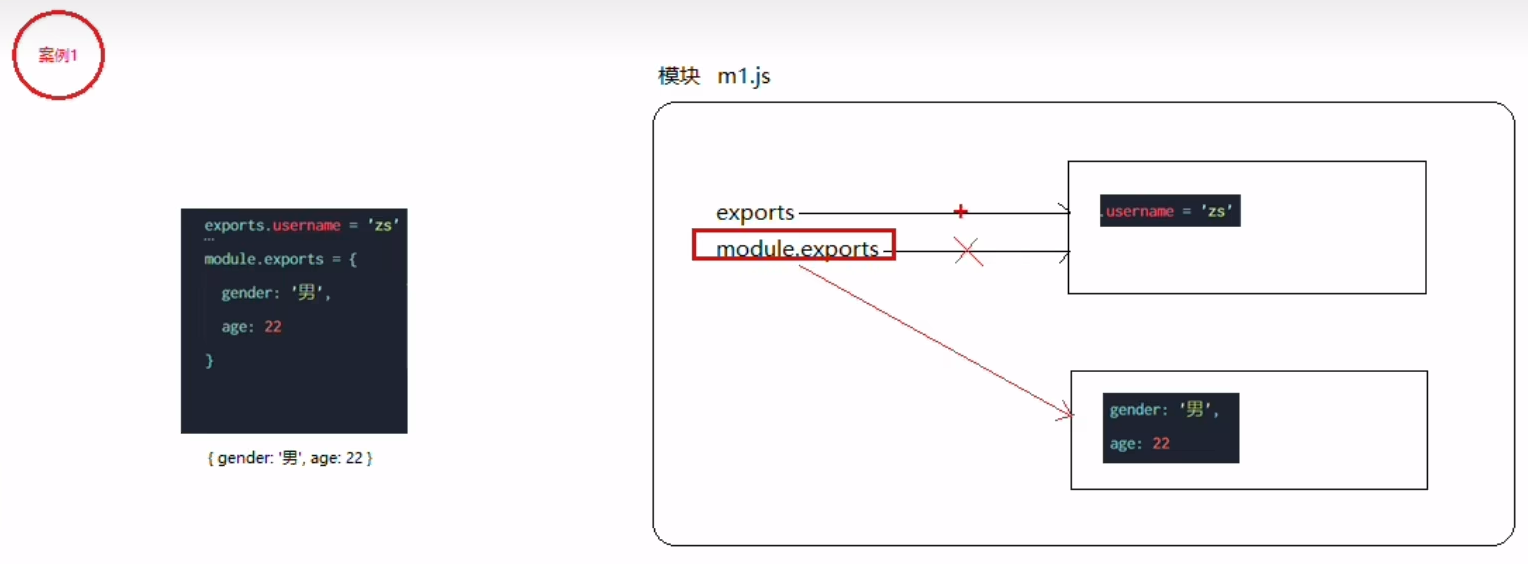 案例1
模块 m1.js
exports.username = 'zs'
...
module.exports = {
gender: '男',
age: 22
}
{ gender: '男', age: 22 }
exports
module.exports
.username = 'zs'
gender: '男',
age: 22